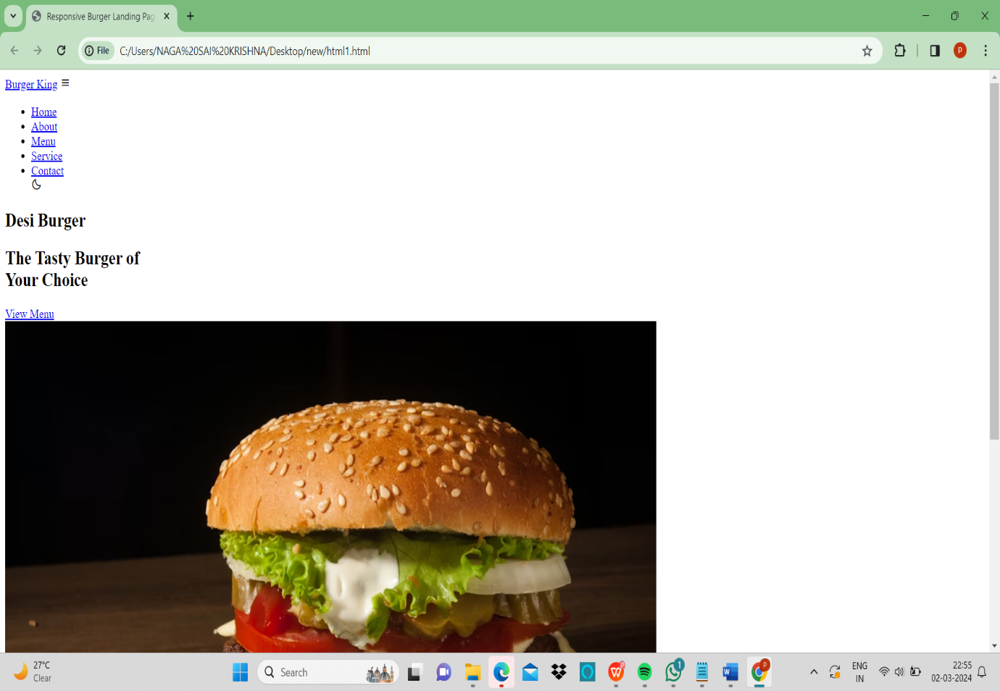 Responsive Burger Landing Pag
File
C:/Users/NAGA%20SAI%20KRISHNA/Desktop/new/html1.html
P
Burger King
Home
About
Menu
Service
Contact
Desi Burger
The Tasty Burger of
Your Choice
View Menu
27°C
Clear
Search
1
P
ENG
IN
22:55
02-03-2024